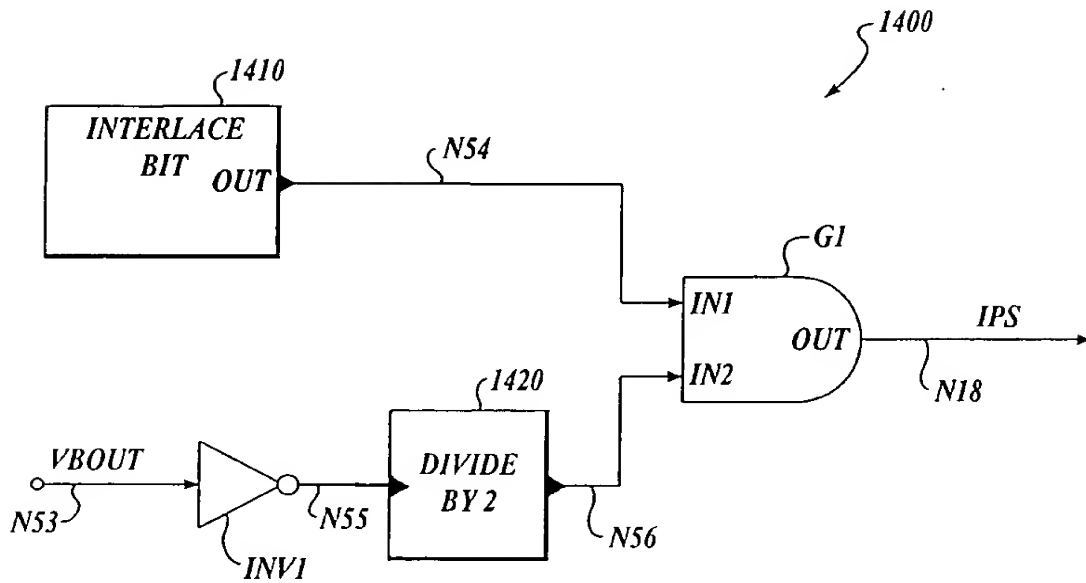 1400
1410
INTERLACE
BIT
OUT
N54
G1
IN1
OUT
IPS
IN2
N18
1420
VBOUT
DIVIDE
BY 2
N53
N55
N56
INV1